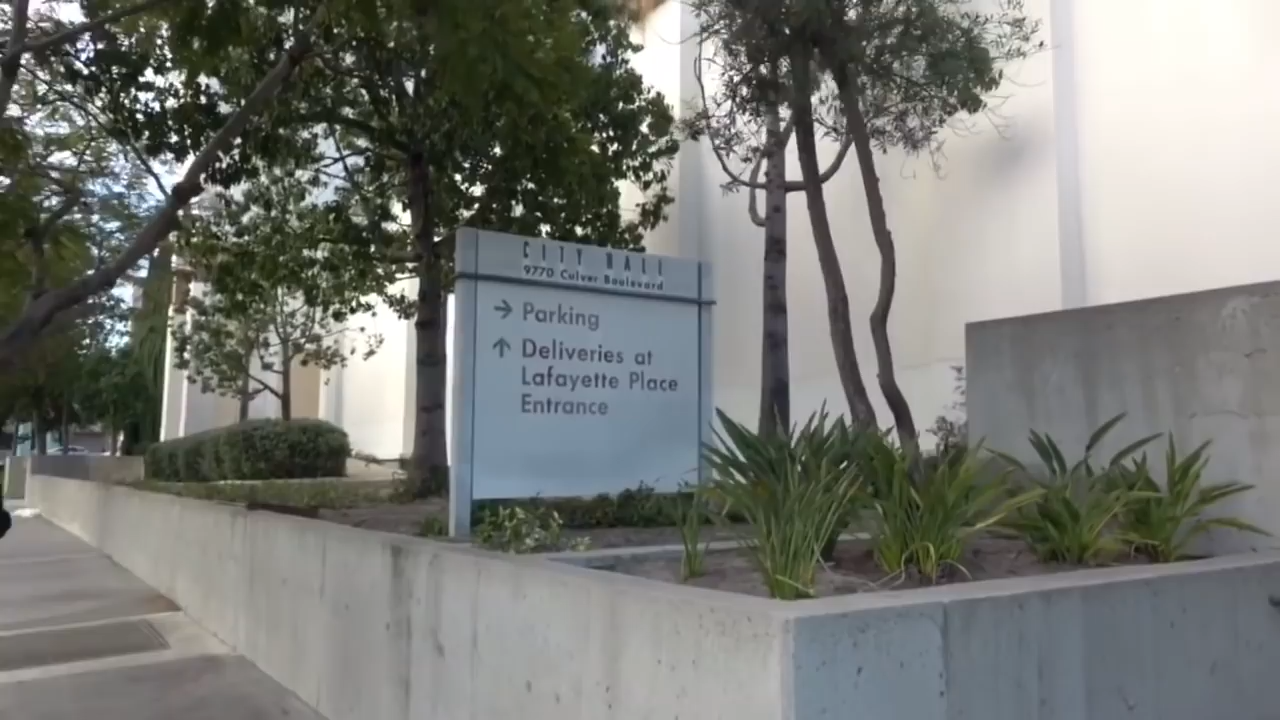 CITY HALL
9770 Culver Boulevard
→ Parking
↑ Deliveries at
Lafayette Place
Entrance